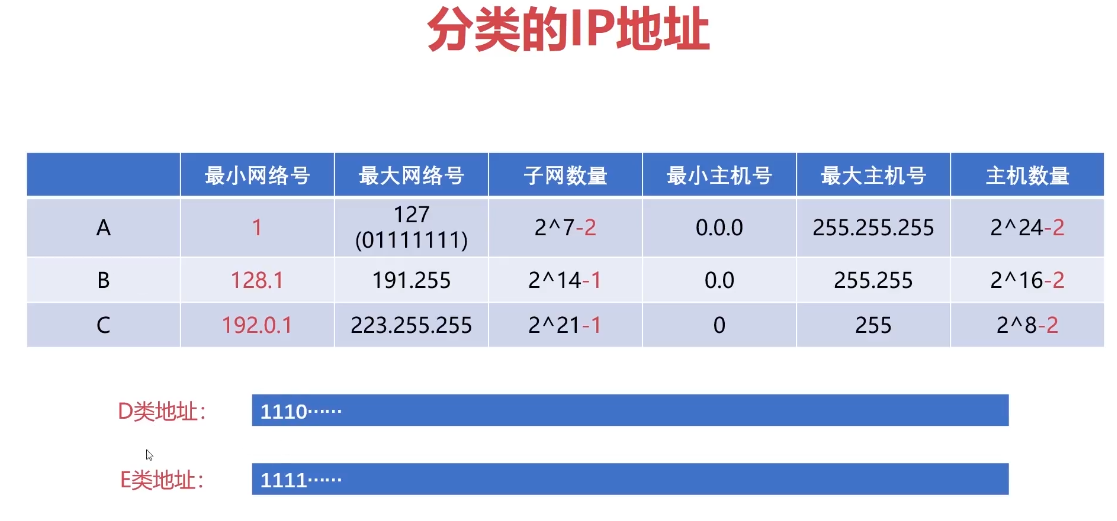 分类的IP地址
最小网络号 最大网络号 子网数量 最小主机号 最大主机号 主机数量
A 1 127 (01111111) 2^7-2 0.0.0 255.255.255 2^24-2
B 128.1 191.255 2^14-1 0.0 255.255 2^16-2
C 192.0.1 223.255.255 2^21-1 0 255 2^8-2
D类地址: 1110……
E类地址: 1111……